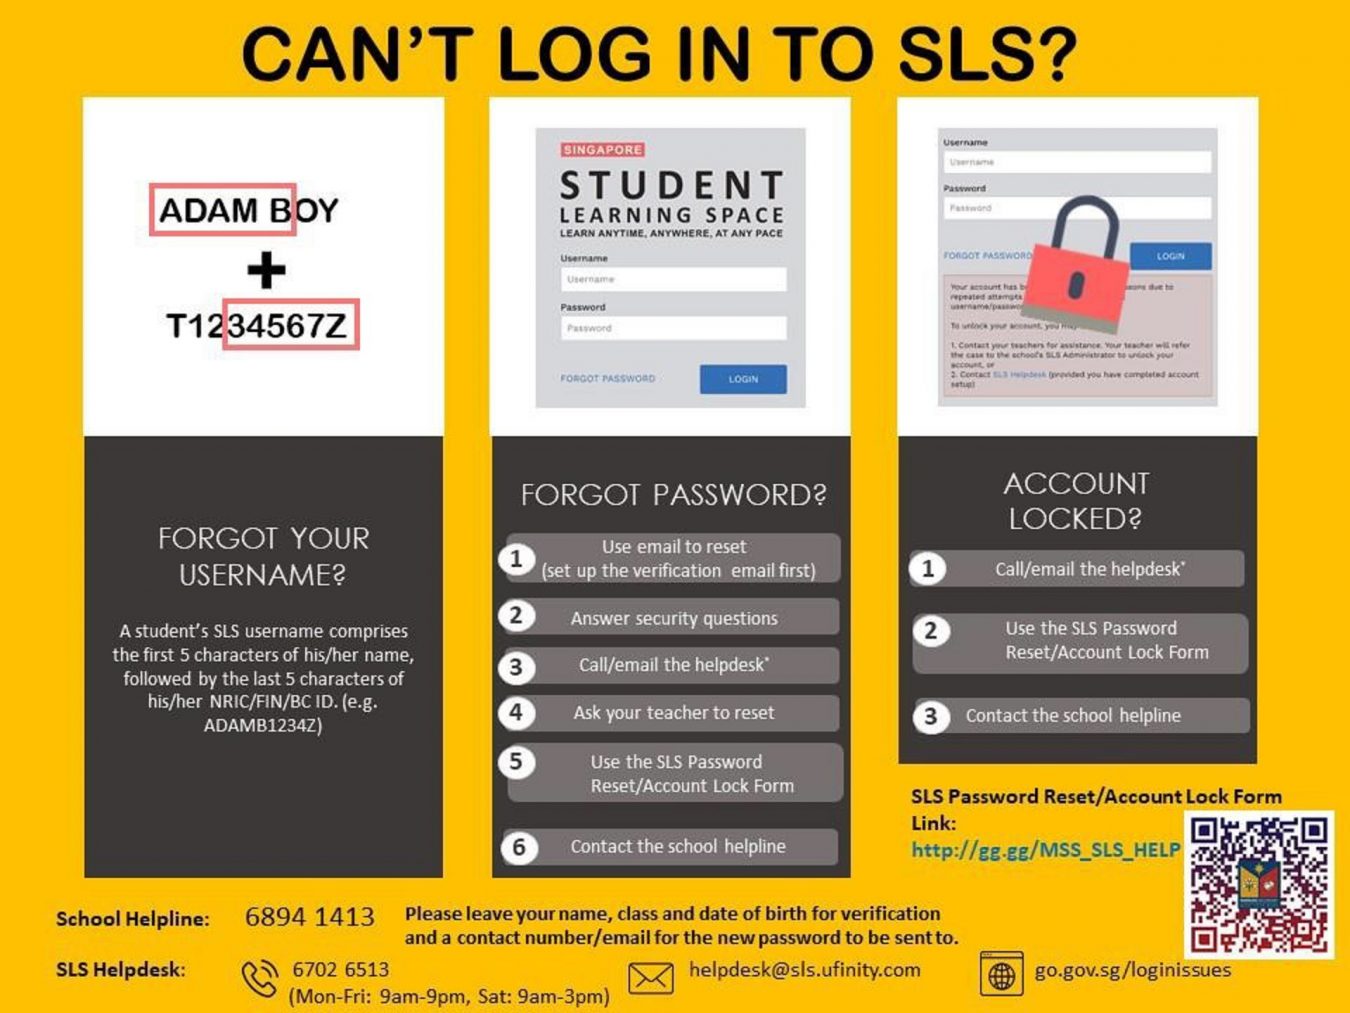 CAN'T LOG IN TO SLS?
ADAM BOY
+
T1234567Z
FORGOT YOUR
USERNAME?
A student's SLS username comprises
the first 5 characters of his/her name,
followed by the last 5 characters of
his/her NRIC/FIN/BC ID. (e.g.
ADAMB1234Z)
SINGAPORE
STUDENT
LEARNING SPACE
LEARN ANYTIME, ANYWHERE, AT ANY PACE
Username
Username
Password
Password
FORGOT PASSWORD
LOGIN
FORGOT PASSWORD?
1 Use email to reset
(set up the verification email first)
2 Answer security questions
3 Call/email the helpdesk*
4 Ask your teacher to reset
5 Use the SLS Password
Reset/Account Lock Form
6 Contact the school helpline
Username
Username
Password
Password
FORGOT PASSWORD
LOGIN
Your account has due to
repeated attempts
To unlock your account, you
1. Contact your teachers for assistance. Your teacher will refer
the case to the school's SLS Administrator to unlock your
account, or
2. Contact SLS Helpdesk (provided you have completed account
setup)
ACCOUNT
LOCKED?
1 Call/email the helpdesk*
2 Use the SLS Password
Reset/Account Lock Form
3 Contact the school helpline
SLS Password Reset/Account Lock Form
Link:
http://gg.gg/MSS_SLS_HELP
School Helpline: 6894 1413 Please leave your name, class and date of birth for verification
and a contact number/email for the new password to be sent to.
SLS Helpdesk: 6702 6513 helpdesk@sls.ufinity.com go.gov.sg/loginissues
(Mon-Fri: 9am-9pm, Sat: 9am-3pm)